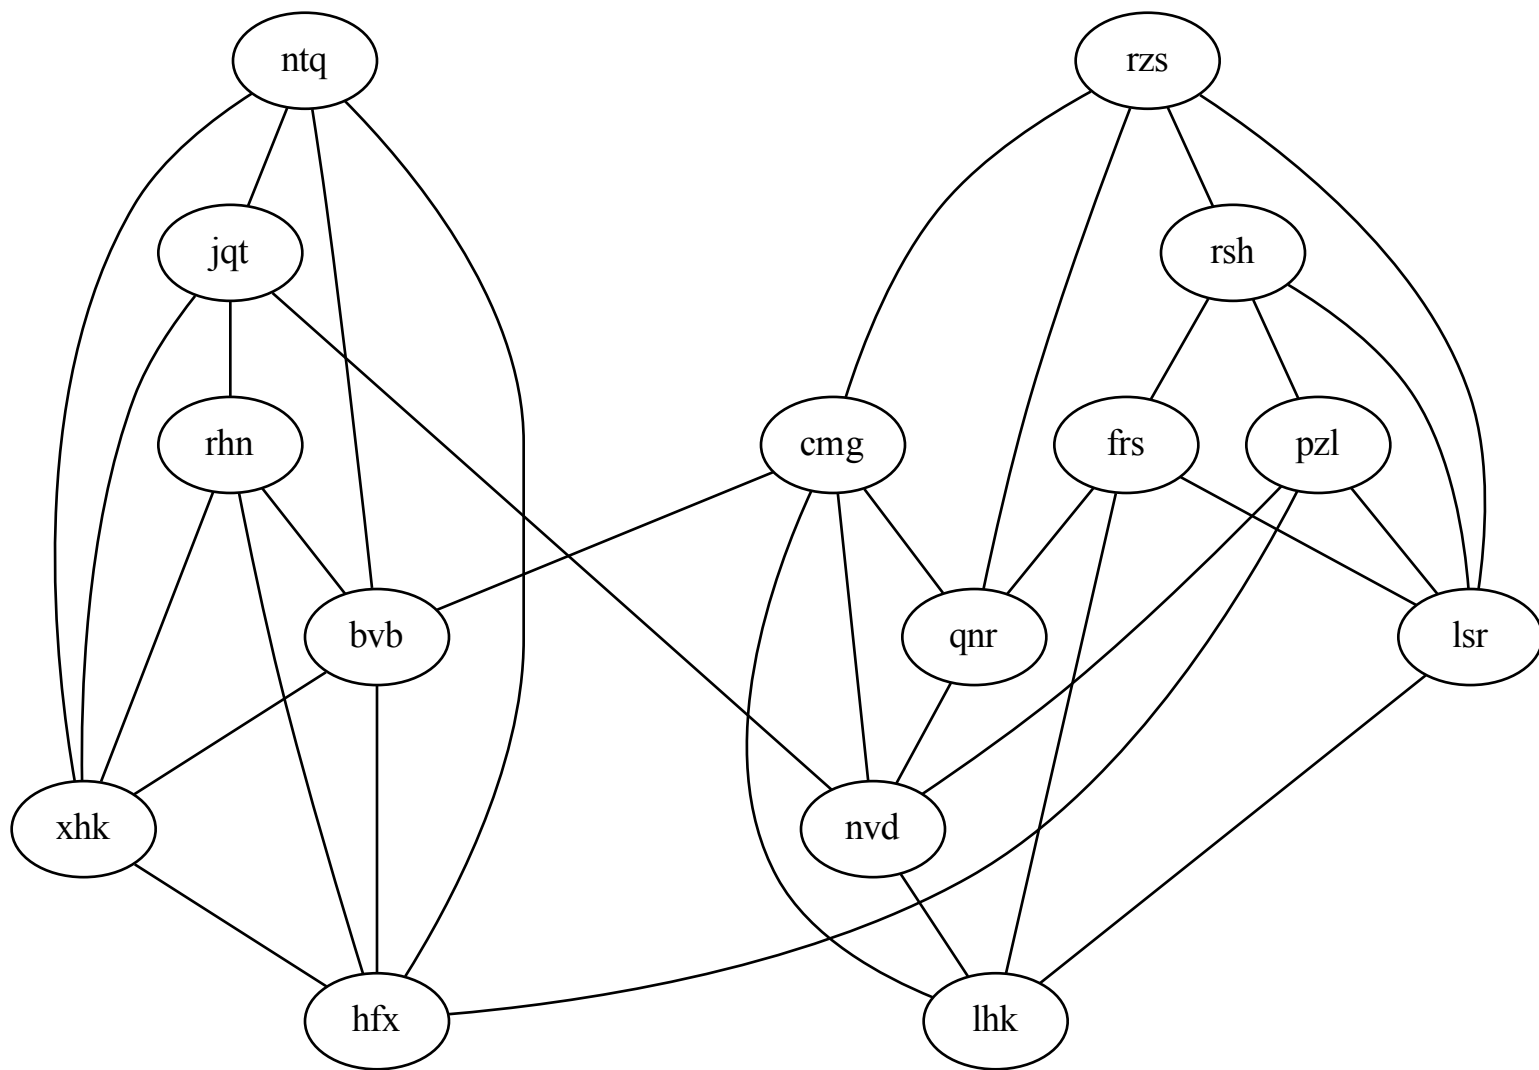 ntq
rzs
jqt
rsh
rhn
cmg
frs
pzl
bvb
qnr
lsr
xhk
nvd
hfx
lhk